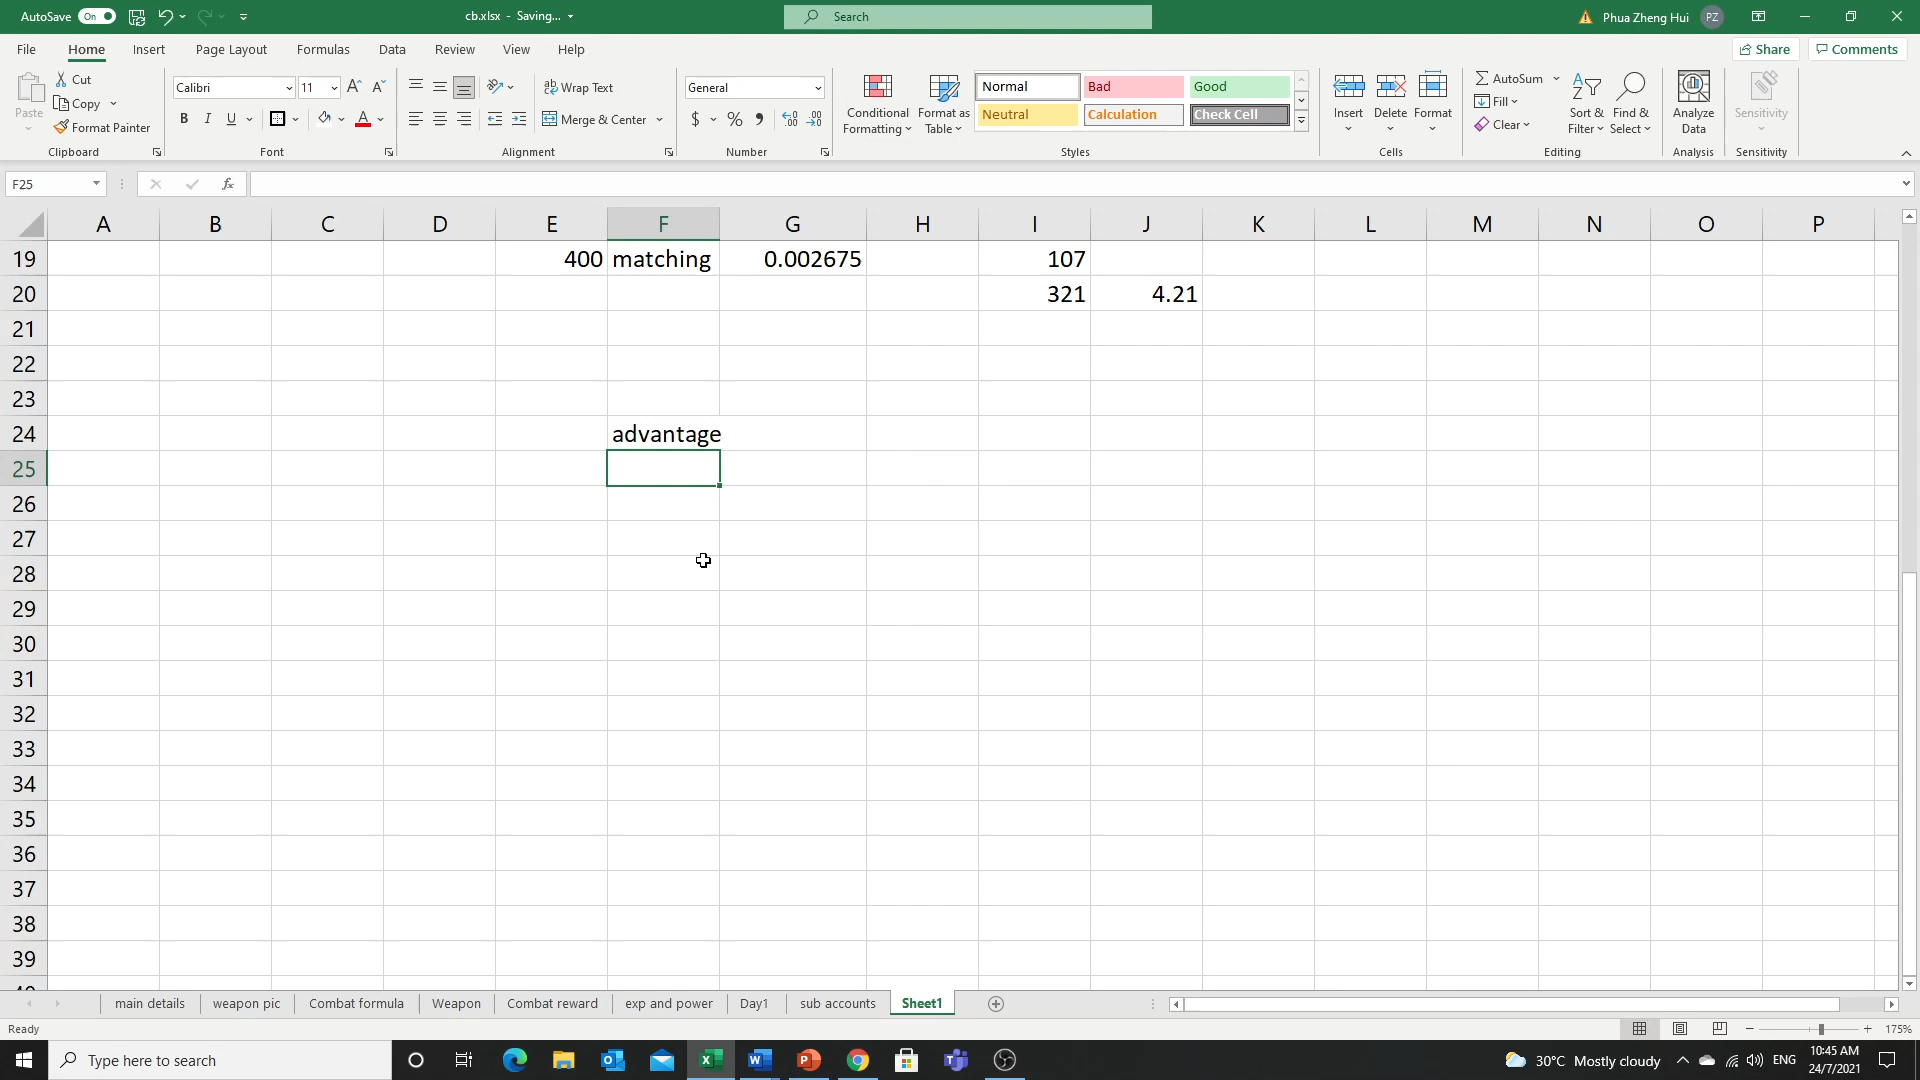 AutoSave On cb.xlsx - Saving... Search Phua Zheng Hui PZ
File Home Insert Page Layout Formulas Data Review View Help Share Comments
Paste Cut Copy Format Painter Clipboard
Calibri 11 B I U Font
Wrap Text Merge & Center Alignment
General $ % Number
Conditional Formatting Format as Table
Normal Bad Good
Neutral Calculation Check Cell
Styles
Insert Delete Format Cells
AutoSum Fill Clear Sort & Filter Find & Select Editing
Analyze Data Analysis
Sensitivity Sensitivity
F25 fx
A B C D E F G H I J K L M N O P
19 400 matching 0.002675 107
20 321 4.21
21
22
23
24 advantage
25
26
27
28
29
30
31
32
33
34
35
36
37
38
39
main details weapon pic Combat formula Weapon Combat reward exp and power Day1 sub accounts Sheet1
Ready 175%
Type here to search 30°C Mostly cloudy ENG 10:45 AM
24/7/2021